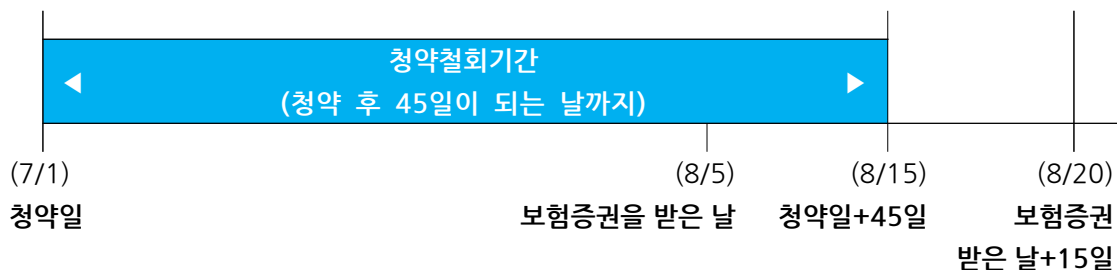 청약철회기간
(청약 후 45일이 되는 날까지)
(7/1)
청약일
(8/5)
보험증권을 받은 날
(8/15)
청약일+45일
(8/20)
보험증권
받은 날+15일